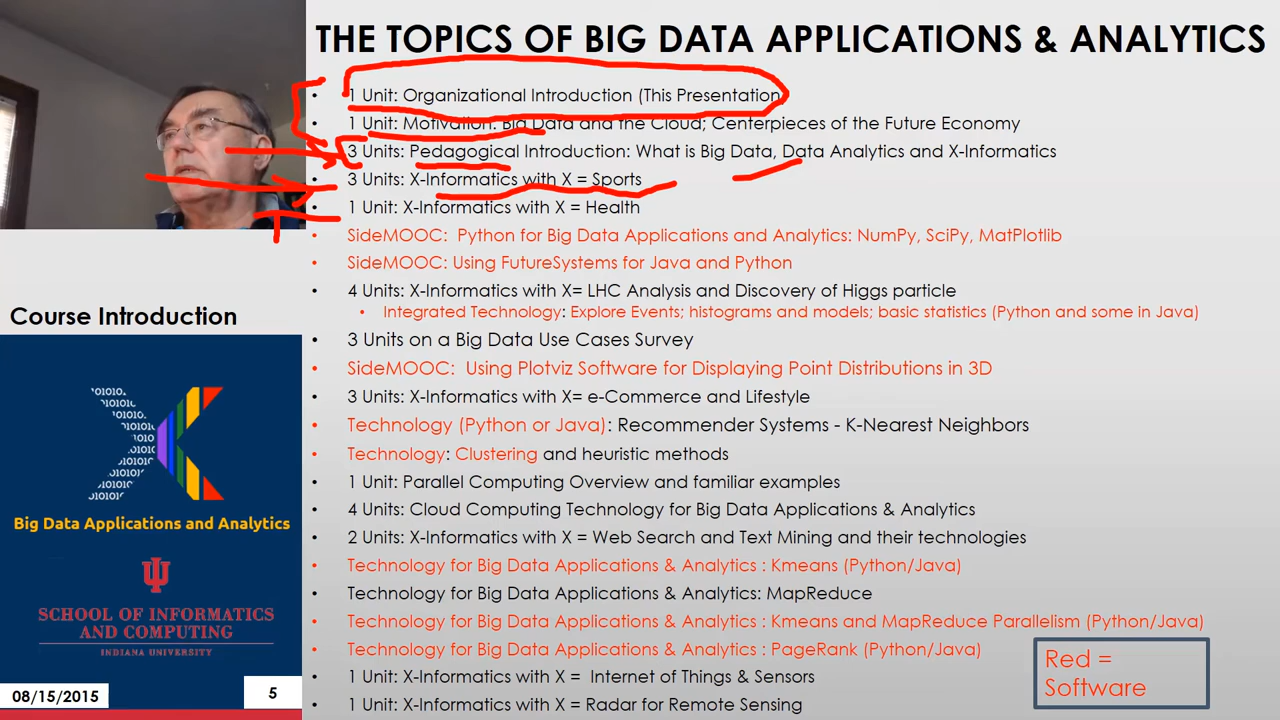 THE TOPICS OF BIG DATA APPLICATIONS & ANALYTICS
• 1 Unit: Organizational Introduction (This Presentation
• 1 Unit: Motivation: Big Data and the Cloud; Centerpieces of the Future Economy
• 3 Units: Pedagogical Introduction: What is Big Data, Data Analytics and X-Informatics
• 3 Units: X-Informatics with X = Sports
• 1 Unit: X-Informatics with X = Health
• SideMOOC: Python for Big Data Applications and Analytics: NumPy, SciPy, MatPlotlib
• SideMOOC: Using FutureSystems for Java and Python
• 4 Units: X-Informatics with X= LHC Analysis and Discovery of Higgs particle
• Integrated Technology: Explore Events; histograms and models; basic statistics (Python and some in Java)
• 3 Units on a Big Data Use Cases Survey
• SideMOOC: Using Plotviz Software for Displaying Point Distributions in 3D
• 3 Units: X-Informatics with X= e-Commerce and Lifestyle
• Technology (Python or Java): Recommender Systems - K-Nearest Neighbors
• Technology: Clustering and heuristic methods
• 1 Unit: Parallel Computing Overview and familiar examples
• 4 Units: Cloud Computing Technology for Big Data Applications & Analytics
• 2 Units: X-Informatics with X = Web Search and Text Mining and their technologies
• Technology for Big Data Applications & Analytics : Kmeans (Python/Java)
• Technology for Big Data Applications & Analytics: MapReduce
• Technology for Big Data Applications & Analytics : Kmeans and MapReduce Parallelism (Python/Java)
• Technology for Big Data Applications & Analytics : PageRank (Python/Java)
• 1 Unit: X-Informatics with X = Internet of Things & Sensors
• 1 Unit: X-Informatics with X = Radar for Remote Sensing
Red =
Software
Course Introduction
Big Data Applications and Analytics
SCHOOL OF INFORMATICS
AND COMPUTING
INDIANA UNIVERSITY
08/15/2015
5